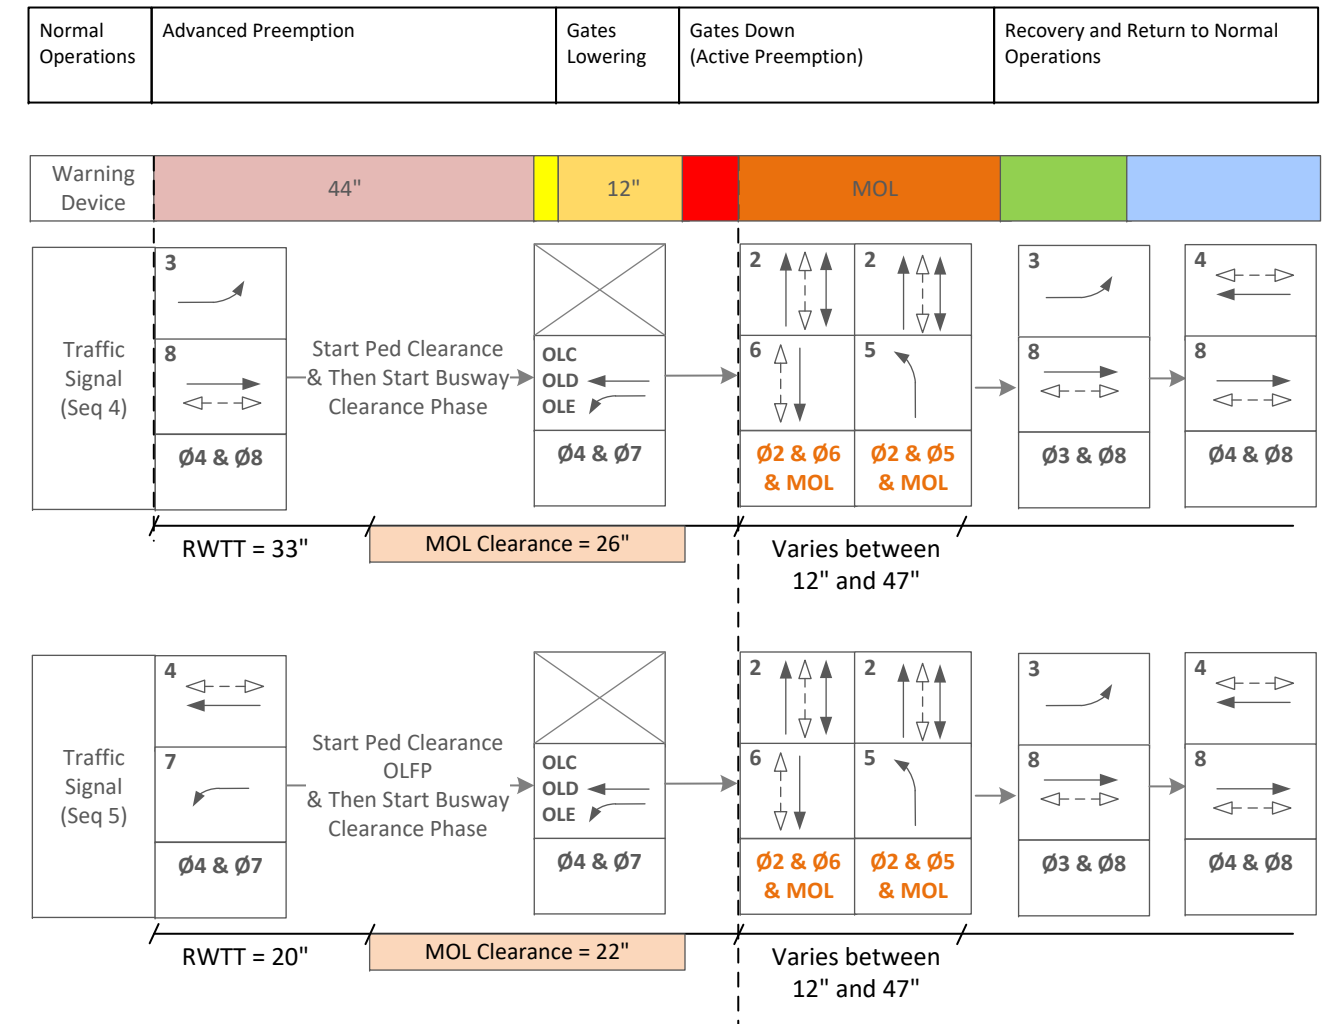 Normal
Operations
Advanced Preemption
Gates
Lowering
Gates Down
(Active Preemption)
Recovery and Return to Normal
Operations
Warning
Device
44"
12"
MOL
Traffic
Signal
(Seq 4)
3
8
Ø4 & Ø8
Start Ped Clearance
& Then Start Busway
Clearance Phase
OLC
OLD
OLE
Ø4 & Ø7
2
6
Ø2 & Ø6
& MOL
2
5
Ø2 & Ø5
& MOL
3
8
Ø3 & Ø8
4
8
Ø4 & Ø8
RWTT = 33"
MOL Clearance = 26"
Varies between
12" and 47"
Traffic
Signal
(Seq 5)
4
7
Ø4 & Ø7
Start Ped Clearance
OLFP
& Then Start Busway
Clearance Phase
OLC
OLD
OLE
Ø4 & Ø7
2
6
Ø2 & Ø6
& MOL
2
5
Ø2 & Ø5
& MOL
3
8
Ø3 & Ø8
4
8
Ø4 & Ø8
RWTT = 20"
MOL Clearance = 22"
Varies between
12" and 47"